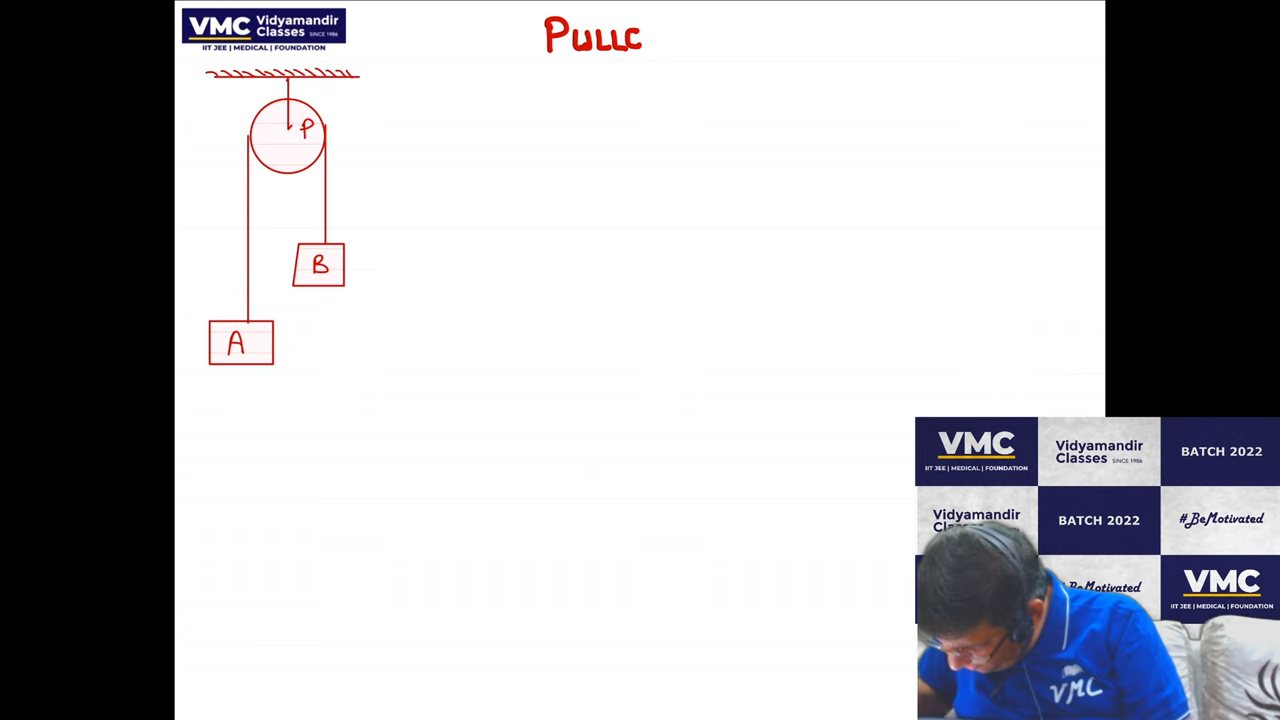 VMC Vidyamandir Classes SINCE 1986
IIT JEE | MEDICAL | FOUNDATION
PULLC
P
B
A
VMC
IIT JEE | MEDICAL | FOUNDATION
Vidyamandir Classes SINCE 1986
BATCH 2022
Vidyamandir
BATCH 2022
#BeMotivated
BeMotivated
VMC
IIT JEE | MEDICAL | FOUNDATION
VMC